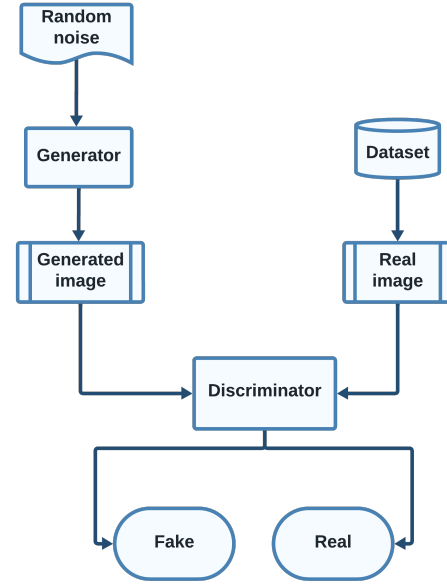 Random
noise
Generator
Dataset
Generated
image
Real
image
Discriminator
Fake
Real